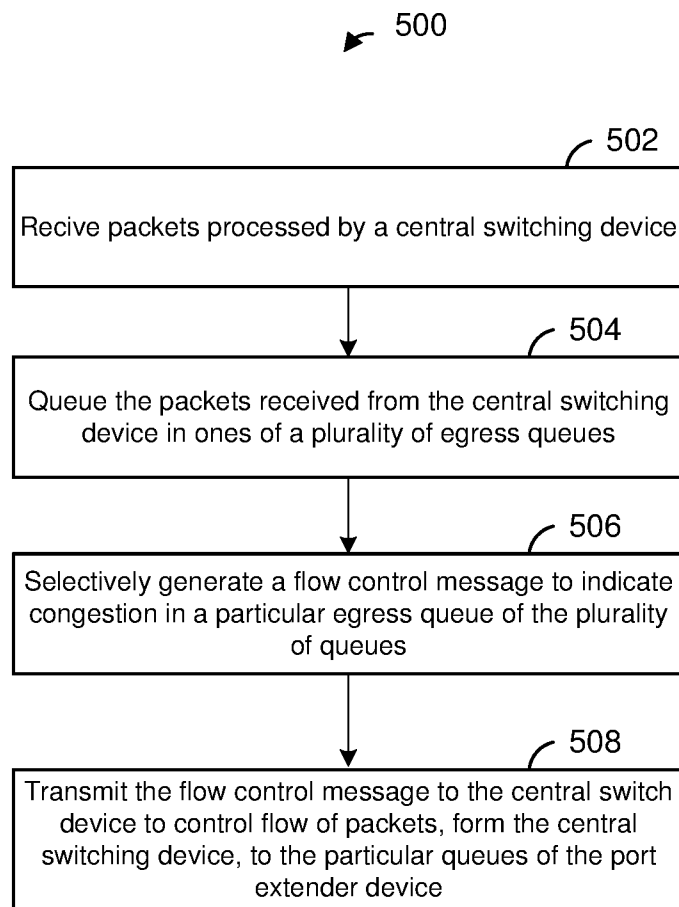 500
502
Recive packets processed by a central switching device
504
Queue the packets received from the central switching
device in ones of a plurality of egress queues
506
Selectively generate a flow control message to indicate
congestion in a particular egress queue of the plurality
of queues
508
Transmit the flow control message to the central switch
device to control flow of packets, form the central
switching device, to the particular queues of the port
extender device